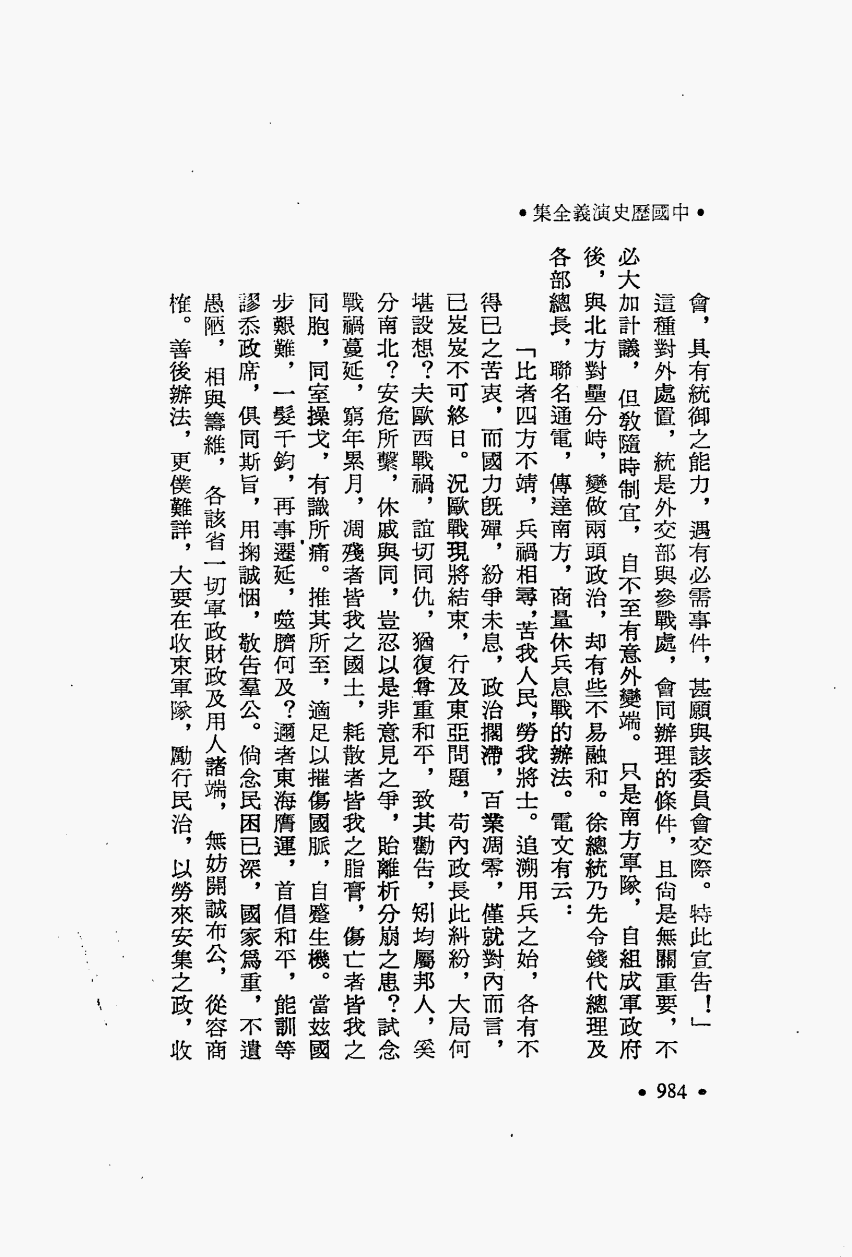 •中國歷史演義全集•
會，具有統御之能力，遇有必需事件，甚願與該委員會交際。特此宣告！」
這種對外處置，統是外交部與參戰處，會同辦理的條件，且尙是無關重要，不
必大加計議，但敎隨時制宜，自不至有意外變端。只是南方軍隊，自組成軍政府
後，與北方對壘分峙，變做兩頭政治，却有些不易融和。徐總統乃先令錢代總理及
各部總長，聯名通電，傳達南方，商量休兵息戰的辦法。電文有云：
「比者四方不靖，兵禍相尋，苦我人民，勞我將士。追溯用兵之始，各有不
得已之苦衷，而國力旣殫，紛爭未息，政治擱滯，百業凋零，僅就對內而言，
已岌岌不可終日。況歐戰現將結束，行及東亞問題，苟內政長此糾紛，大局何
堪設想？夫歐西戰禍，誼切同仇，猶復尊重和平，致其勸告，矧均屬邦人，奚
分南北？安危所繫，休戚與同，豈忍以是非意見之爭，貽離析分崩之患？試念
戰禍蔓延，窮年累月，凋殘者皆我之國土，耗散者皆我之脂膏，傷亡者皆我之
同胞，同室操戈，有識所痛。推其所至，適足以摧傷國脈，自蹙生機。當玆國
步艱難，一髮千鈞，再事遷延，噬臍何及？邇者東海膺運，首倡和平，能訓等
謬忝政席，俱同斯旨，用掬誠悃，敬告羣公。倘念民困已深，國家爲重，不遺
愚陋，相與籌維，各該省一切軍政財政及用人諸端，無妨開誠布公，從容商
榷。善後辦法，更僕難詳，大要在收束軍隊，勵行民治，以勞來安集之政，收
•984•